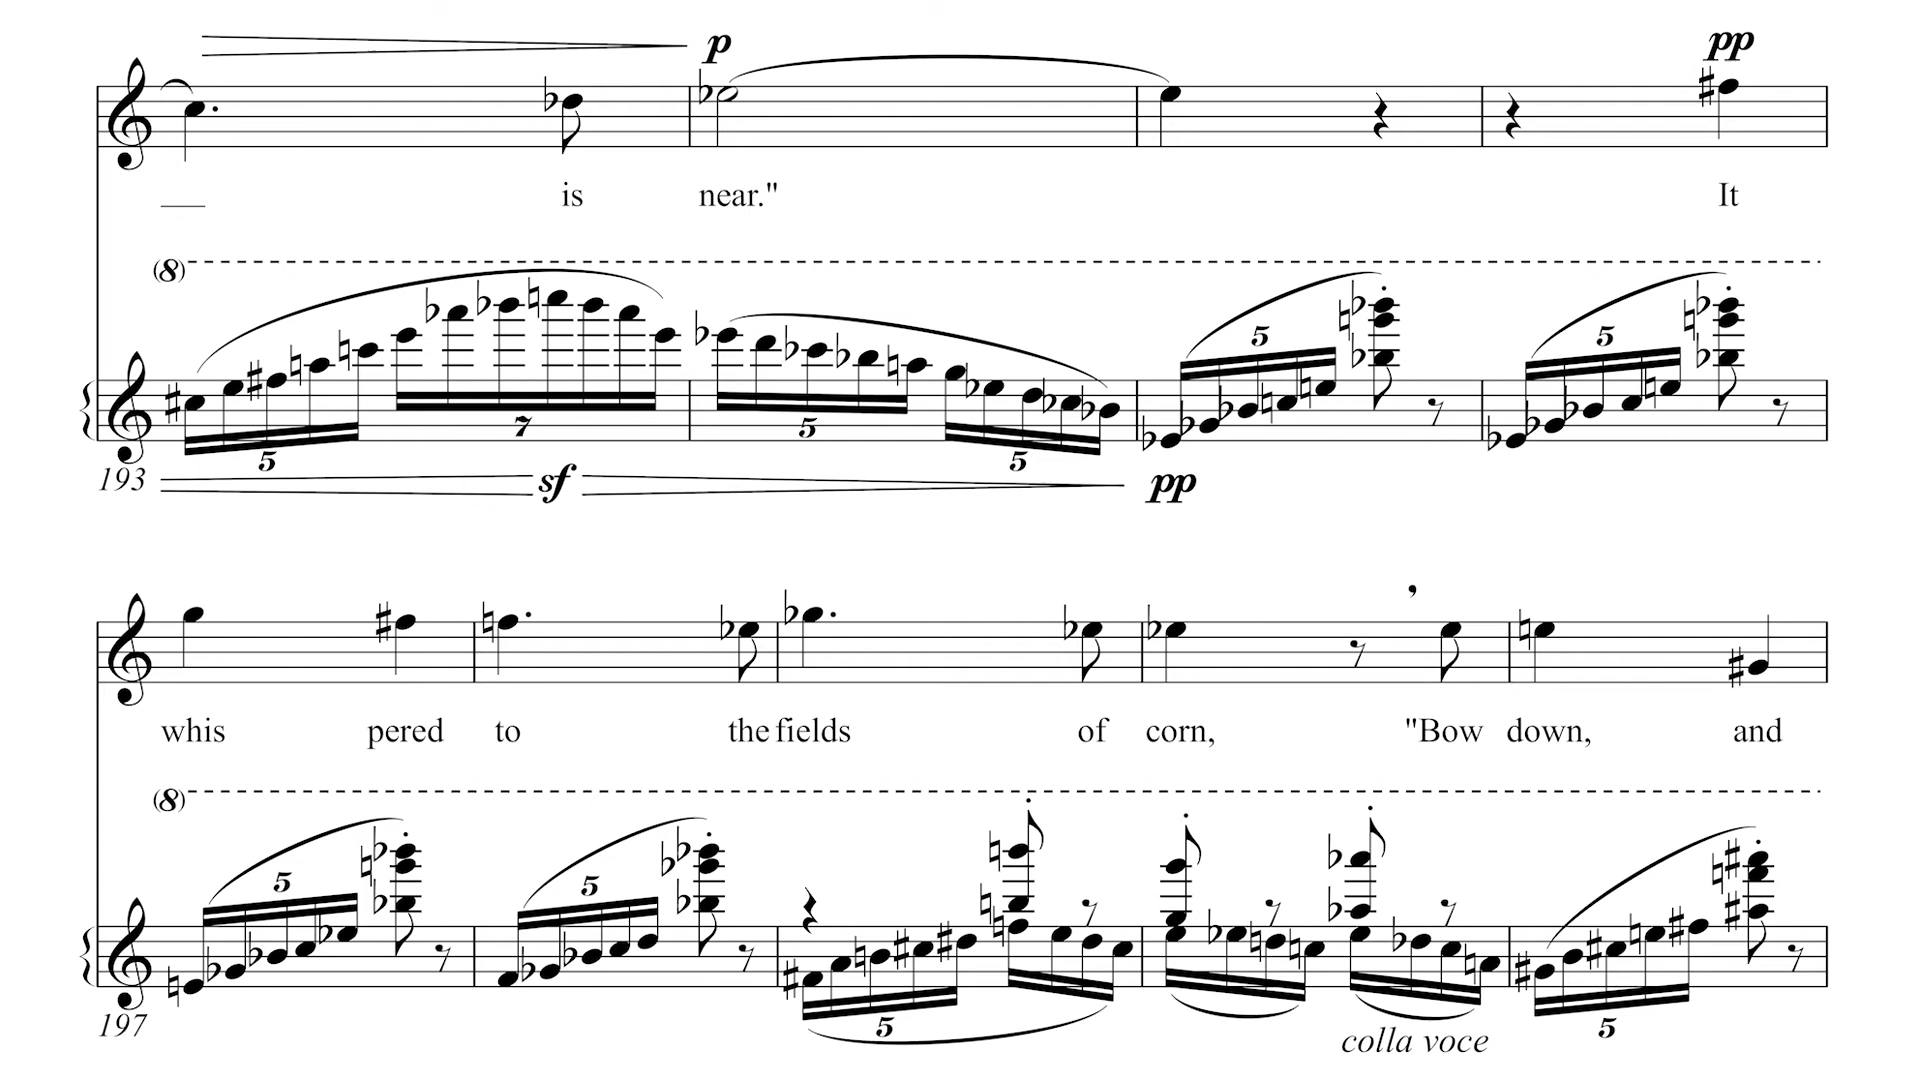 p pp
is near." It
(8)
5 5
5 7 5 5
193 sf pp
,
whis pered to the fields of corn, "Bow down, and
(8)
5 5
5 5
197 colla voce